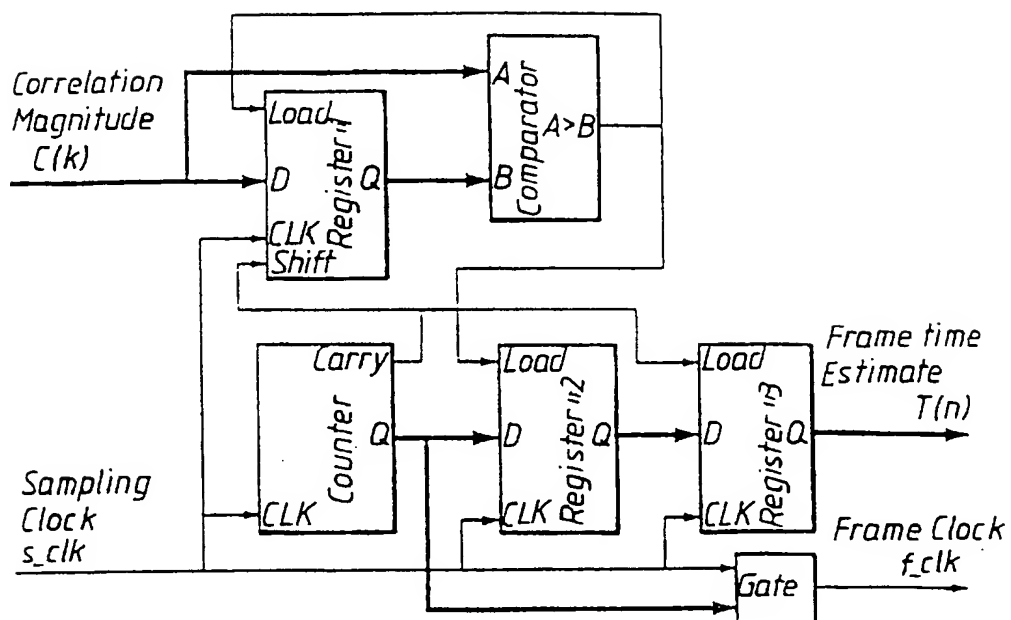 Correlation
Magnitude
C(k)
Load
D
Q
CLK
Shift
Register "1
A
B
A>B
Comparator
Carry
Q
CLK
Counter
Load
D
Q
CLK
Register "2
Load
D
Q
CLK
Register "3
Frame time
Estimate
T(n)
Sampling
Clock
s_clk
Gate
Frame Clock
f_clk